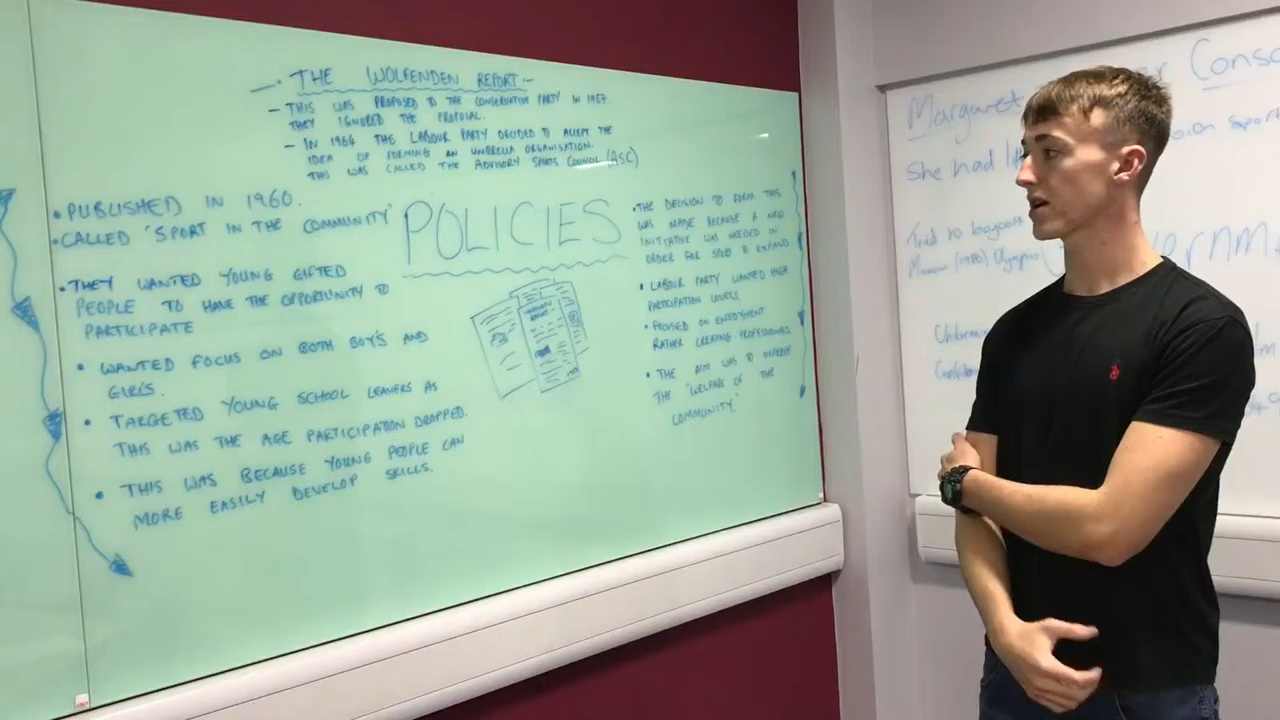 - THE WOLFENDEN REPORT -
- THIS WAS PROPOSED TO THE CONSERVATIVE PARTY IN 1957.
THEY IGNORED THE PROPOSAL.
- IN 1964 THE LABOUR PARTY DECIDED TO ACCEPT THE
IDEA OF FORMING AN UMBRELLA ORGANISATION.
THIS WAS CALLED THE ADVISORY SPORTS COUNCIL (ASC)
POLICIES
• PUBLISHED IN 1960.
• CALLED 'SPORT IN THE COMMUNITY'
• THEY WANTED YOUNG GIFTED
PEOPLE TO HAVE THE OPPORTUNITY TO
PARTICIPATE
• WANTED FOCUS ON BOTH BOY'S AND
GIRL'S.
• TARGETED YOUNG SCHOOL LEAVERS AS
THIS WAS THE AGE PARTICIPATION DROPPED.
• THIS WAS BECAUSE YOUNG PEOPLE CAN
MORE EASILY DEVELOP SKILLS.
• THE DECISION TO FORM THIS
WAS MADE BECAUSE A NEW
INITIATIVE WAS NEEDED IN
ORDER FOR SPORT TO EXPAND
• LABOUR PARTY WANTED HIGH
PARTICIPATION LEVELS
• FOCUSED ON ENJOYMENT
RATHER CREATING PROFESSIONALS
• THE AIM WAS TO IMPROVE
THE "WELFARE OF THE
COMMUNITY."
Margaret
She had
Tried to boycott
Moscow (1980) Olympics